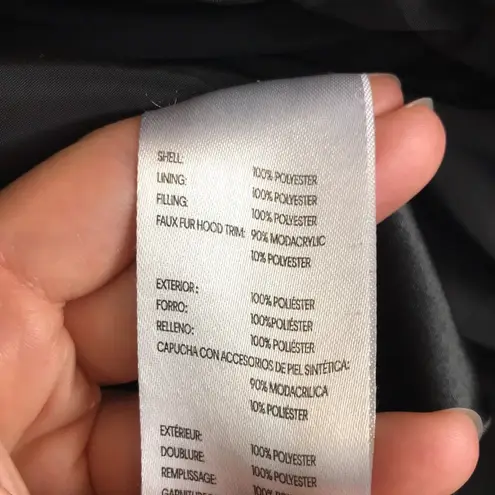 SHELL: 100% POLYESTER
LINING: 100% POLYESTER
FILLING: 100% POLYESTER
FAUX FUR HOOD TRIM: 90% MODACRYLIC
10% POLYESTER
EXTERIOR: 100% POLIÉSTER
FORRO: 100%POLIÉSTER
RELLENO: 100% POLIÉSTER
CAPUCHA CON ACCESORIOS DE PIEL SINTÉTICA:
90% MODACRILICA
10% POLIÉSTER
EXTÉRIEUR: 100% POLYESTER
DOUBLURE: 100% POLYESTER
REMPLISSAGE: 100% POLYESTER